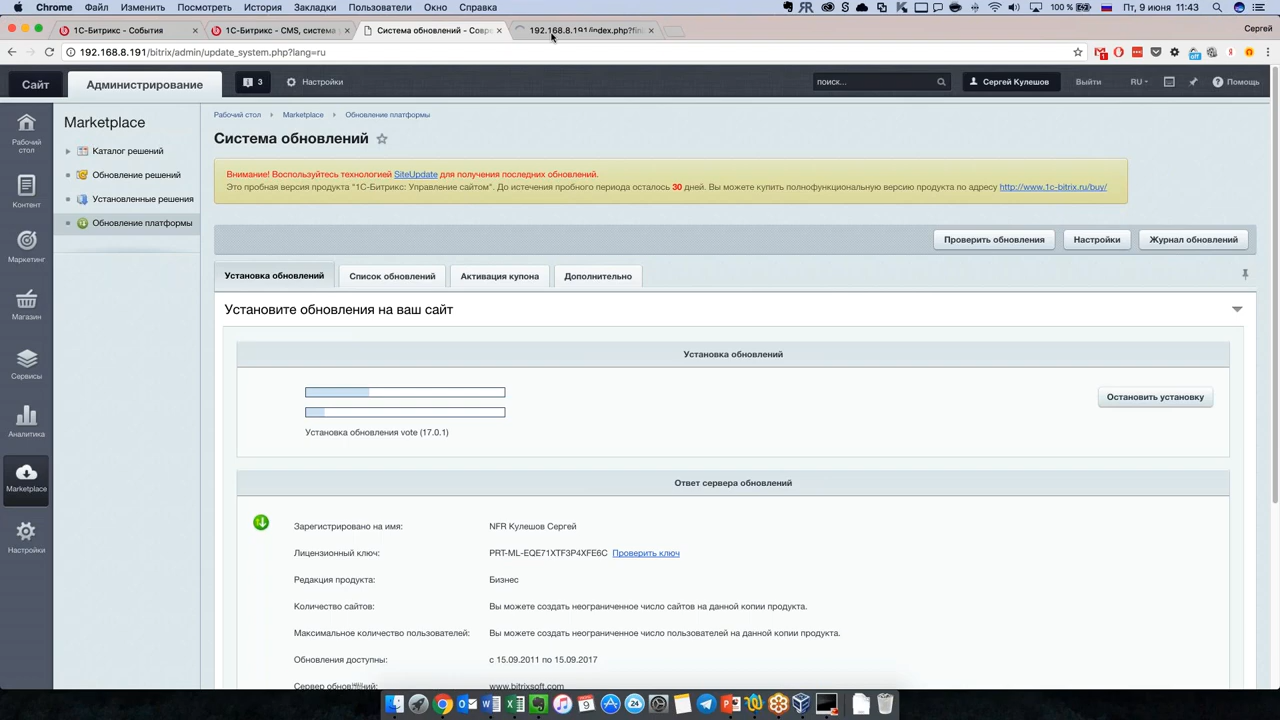 Chrome Файл Изменить Посмотреть История Закладки Пользователи Окно Справка 100 % Пт, 9 июня 11:43
1С-Битрикс - События 1С-Битрикс - CMS, система Система обновлений - Совр 192.168.8.191/index.php?fin Сергей
192.168.8.191/bitrix/admin/update_system.php?lang=ru
Сайт Администрирование 3 Настройки поиск... Сергей Кулешов Выйти RU Помощь
Рабочий стол Marketplace Обновление платформы
Marketplace
Система обновлений
Рабочий
стол
Каталог решений
Обновление решений
Установленные решения
Обновление платформы
Контент
Маркетинг
Магазин
Сервисы
Аналитика
Marketplace
Настройки
Внимание! Воспользуйтесь технологией SiteUpdate для получения последних обновлений.
Это пробная версия продукта "1С-Битрикс: Управление сайтом". До истечения пробного периода осталось 30 дней. Вы можете купить полнофункциональную версию продукта по адресу http://www.1c-bitrix.ru/buy/
Проверить обновления Настройки Журнал обновлений
Установка обновлений Список обновлений Активация купона Дополнительно
Установите обновления на ваш сайт
Установка обновлений
Остановить установку
Установка обновления vote (17.0.1)
Ответ сервера обновлений
Зарегистрировано на имя: NFR Кулешов Сергей
Лицензионный ключ: PRT-ML-EQE71XTF3P4XFE6C Проверить ключ
Редакция продукта: Бизнес
Количество сайтов: Вы можете создать неограниченное число сайтов на данной копии продукта.
Максимальное количество пользователей: Вы можете создать неограниченное число пользователей на данной копии продукта.
Обновления доступны: с 15.09.2011 по 15.09.2017
Сервер обновлений: www.bitrixsoft.com